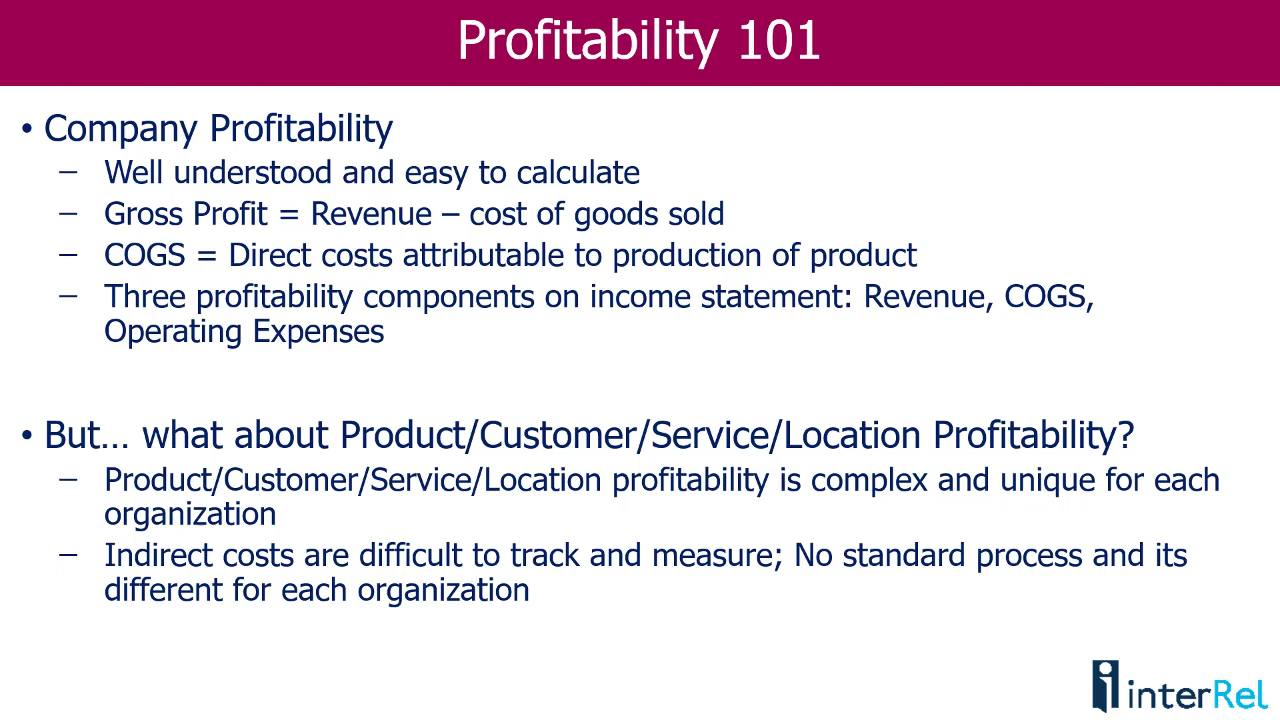 Profitability 101
• Company Profitability
– Well understood and easy to calculate
– Gross Profit = Revenue – cost of goods sold
– COGS = Direct costs attributable to production of product
– Three profitability components on income statement: Revenue, COGS,
Operating Expenses
• But… what about Product/Customer/Service/Location Profitability?
– Product/Customer/Service/Location profitability is complex and unique for each
organization
– Indirect costs are difficult to track and measure; No standard process and its
different for each organization
interRel